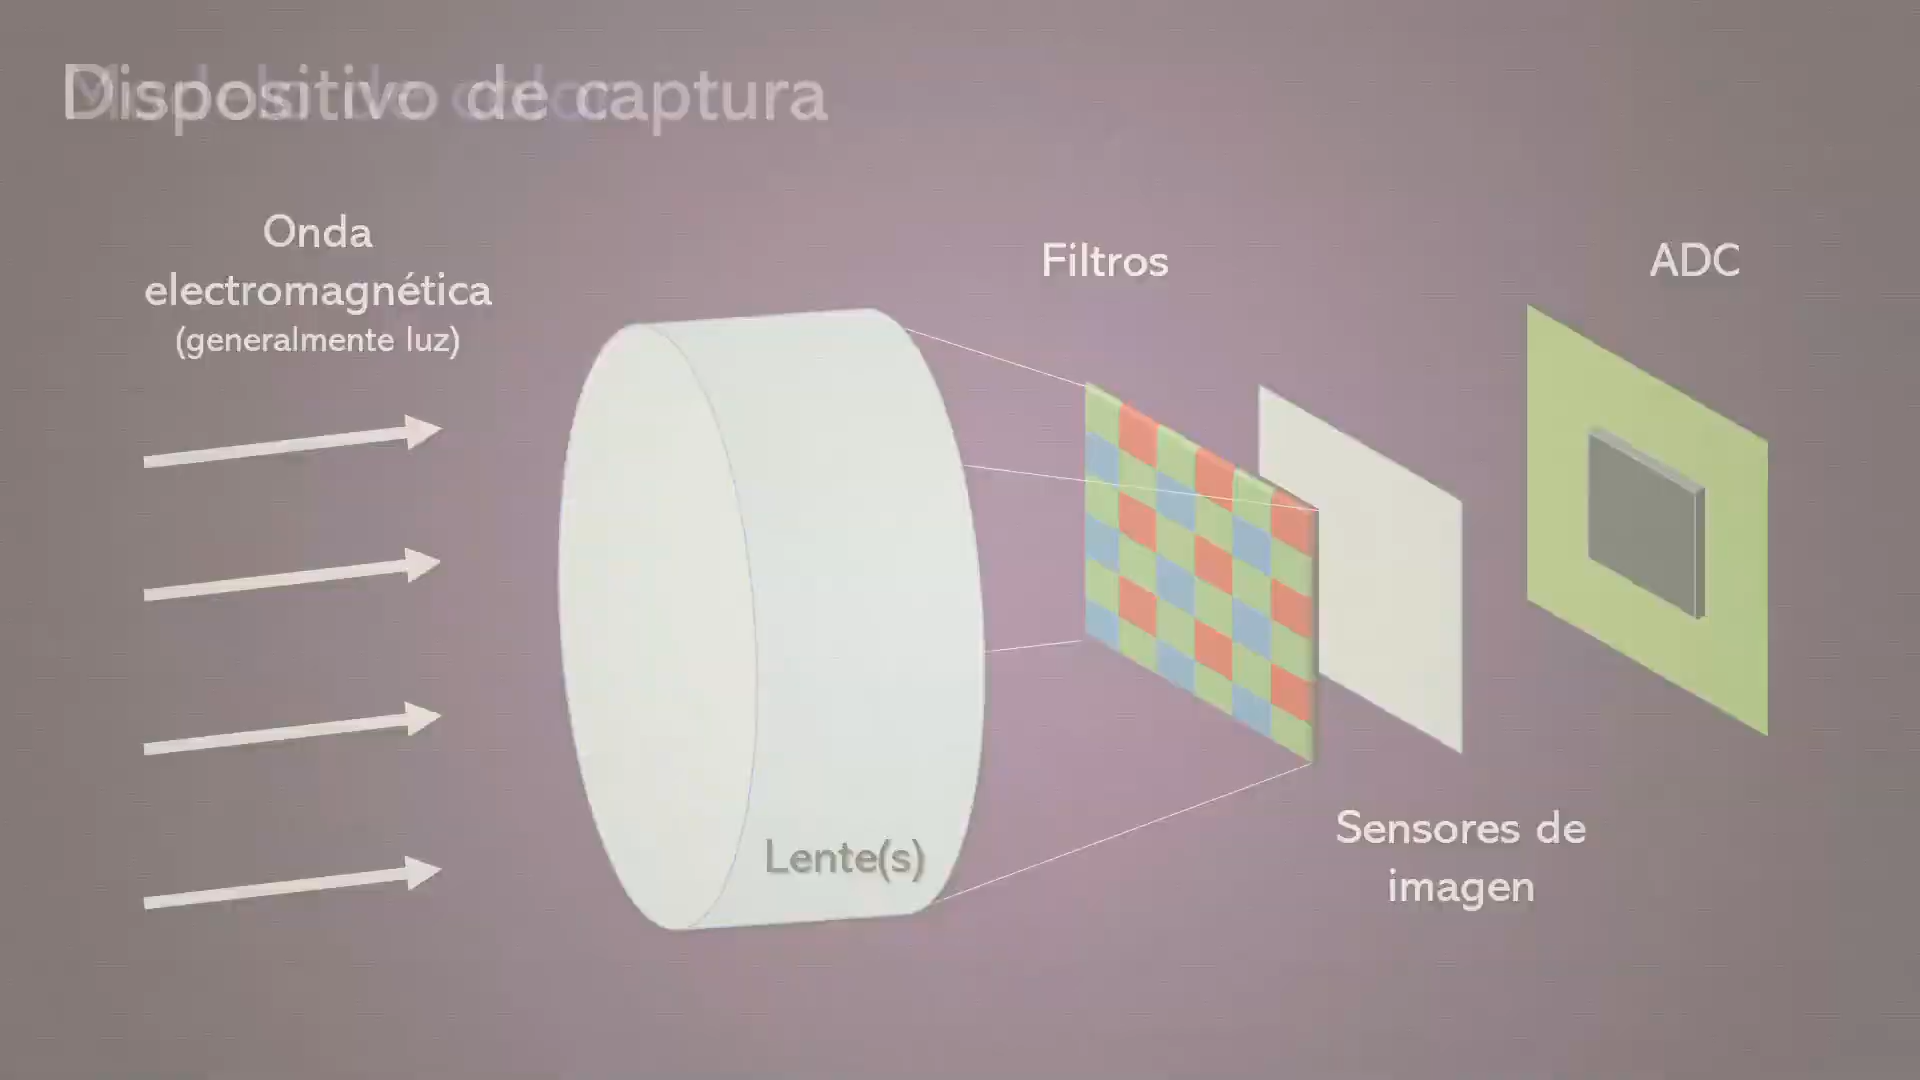 Dispositivo de captura
Onda
electromagnética
(generalmente luz)
Filtros
ADC
Lente(s)
Sensores de
imagen